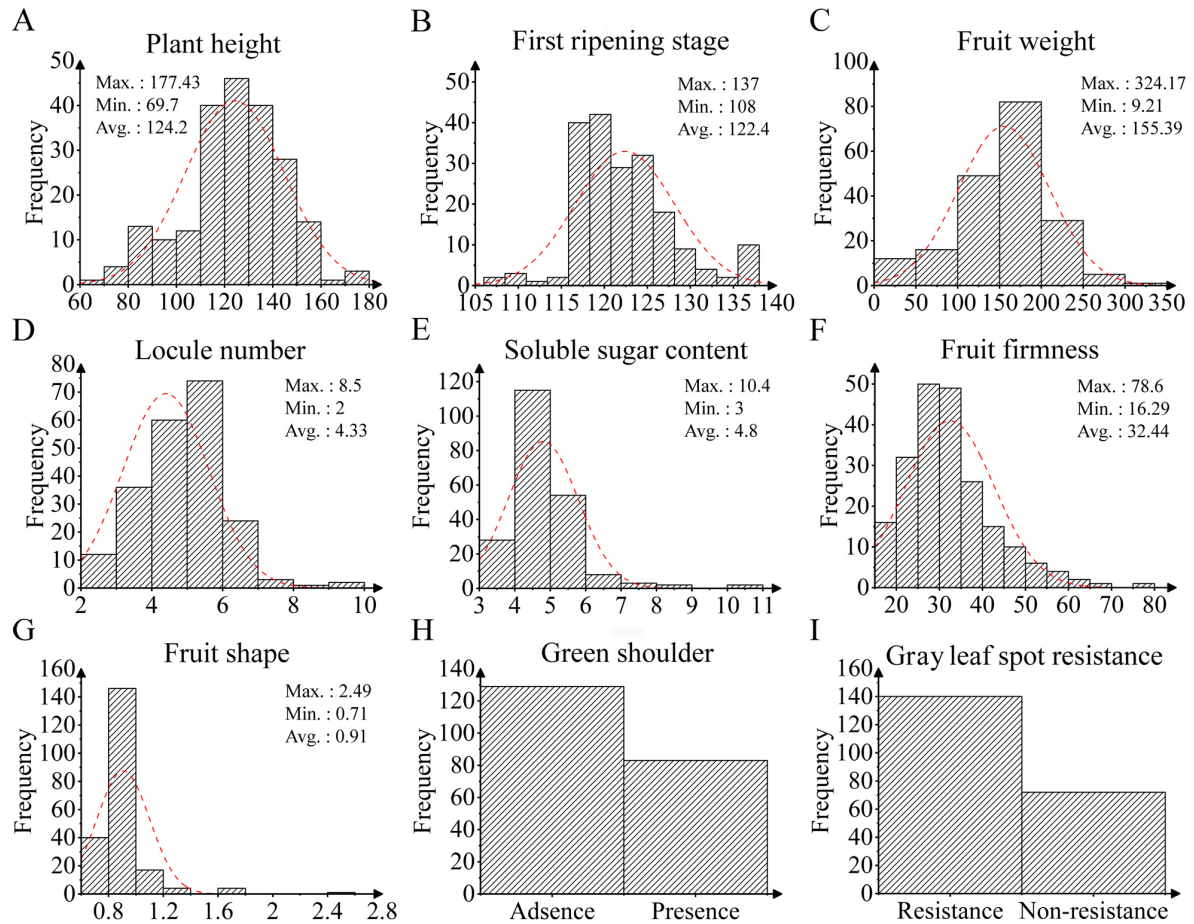 A
Plant height
Frequency
50
40
30
20
10
0
Max. : 177.43
Min. : 69.7
Avg. : 124.2
60 80 100 120 140 160 180
B
First ripening stage
Frequency
50
40
30
20
10
0
Max. : 137
Min. : 108
Avg. : 122.4
105 110 115 120 125 130 135 140
C
Fruit weight
Frequency
100
80
60
40
20
0
Max. : 324.17
Min. : 9.21
Avg. : 155.39
0 50 100 150 200 250 300 350
D
Locule number
Frequency
80
70
60
50
40
30
20
10
0
Max. : 8.5
Min. : 2
Avg. : 4.33
2 4 6 8 10
E
Soluble sugar content
Frequency
120
100
80
60
40
20
0
Max. : 10.4
Min. : 3
Avg. : 4.8
3 4 5 6 7 8 9 10 11
F
Fruit firmness
Frequency
50
40
30
20
10
0
Max. : 78.6
Min. : 16.29
Avg. : 32.44
20 30 40 50 60 70 80
G
Fruit shape
Frequency
160
140
120
100
80
60
40
20
0
Max. : 2.49
Min. : 0.71
Avg. : 0.91
0.8 1.2 1.6 2 2.4 2.8
H
Green shoulder
Frequency
140
130
120
100
80
60
40
20
0
Adsence Presence
I
Gray leaf spot resistance
Frequency
160
140
120
100
80
60
40
20
0
Resistance Non-resistance